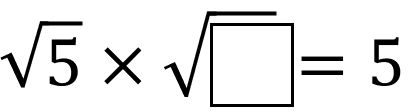 √5 × √□ = 5